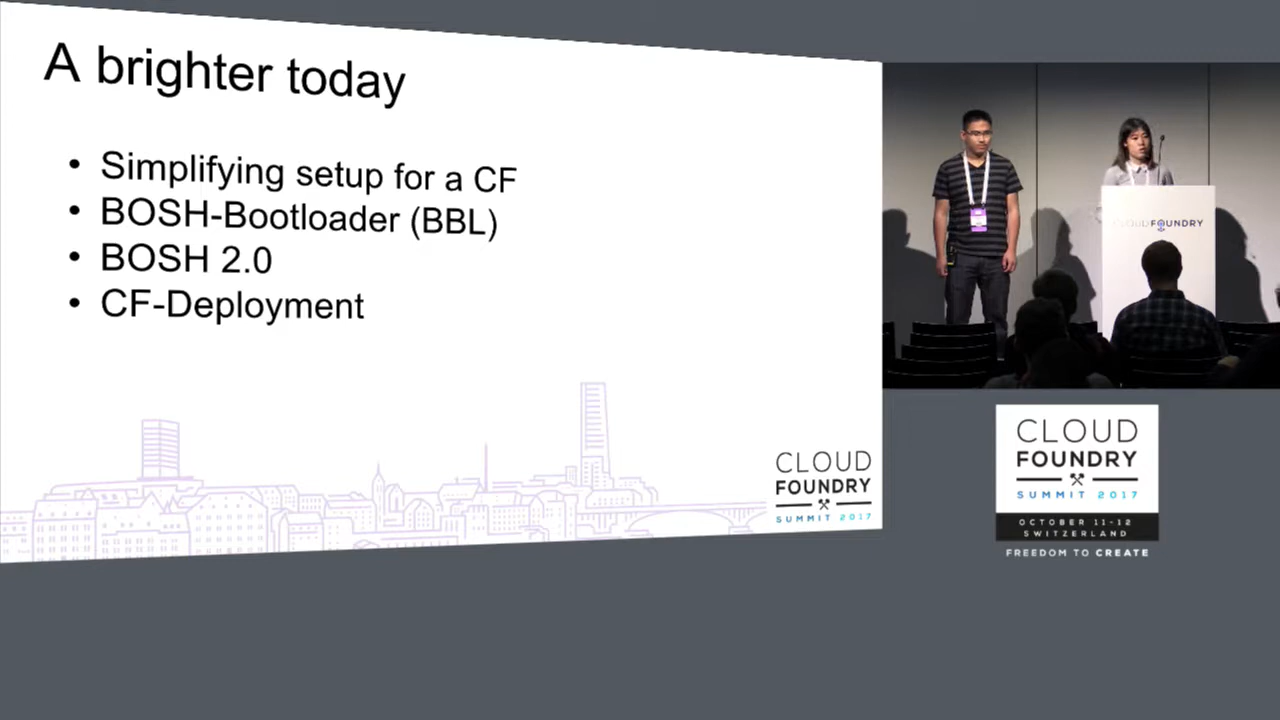 A brighter today
• Simplifying setup for a CF
• BOSH-Bootloader (BBL)
• BOSH 2.0
• CF-Deployment
CLOUD
FOUNDRY
SUMMIT 2017
CLOUD FOUNDRY
CLOUD
FOUNDRY
SUMMIT 2017
OCTOBER 11-12
SWITZERLAND
FREEDOM TO CREATE